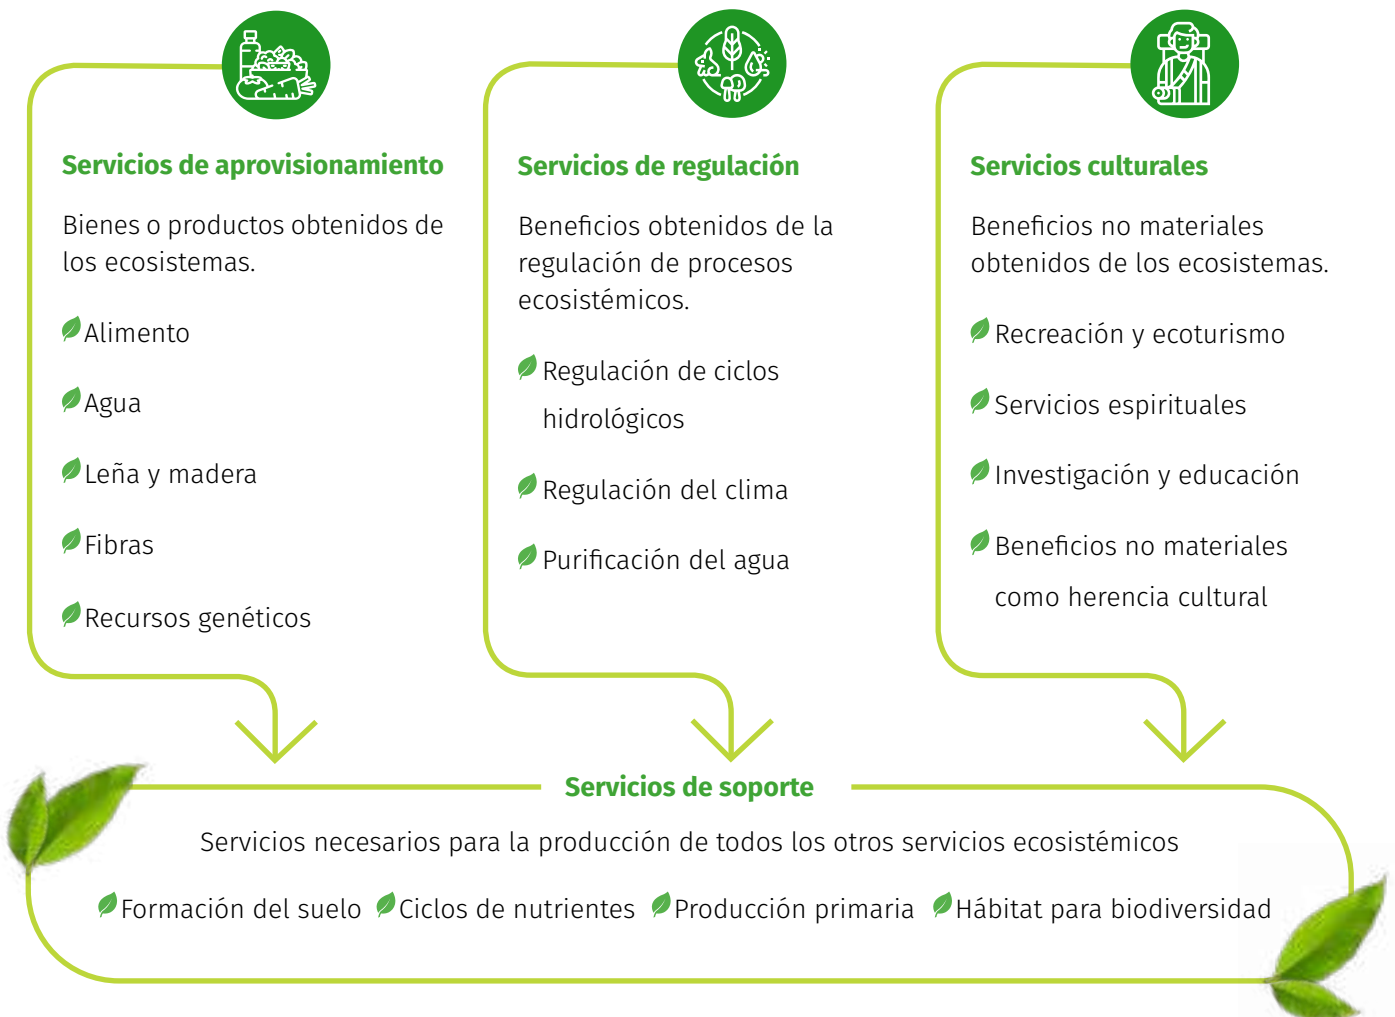 Servicios de aprovisionamiento
Bienes o productos obtenidos de
los ecosistemas.
Alimento
Agua
Leña y madera
Fibras
Recursos genéticos
Servicios de regulación
Beneficios obtenidos de la
regulación de procesos
ecosistémicos.
Regulación de ciclos
hidrológicos
Regulación del clima
Purificación del agua
Servicios culturales
Beneficios no materiales
obtenidos de los ecosistemas.
Recreación y ecoturismo
Servicios espirituales
Investigación y educación
Beneficios no materiales
como herencia cultural
Servicios de soporte
Servicios necesarios para la producción de todos los otros servicios ecosistémicos
Formación del suelo Ciclos de nutrientes Producción primaria Hábitat para biodiversidad